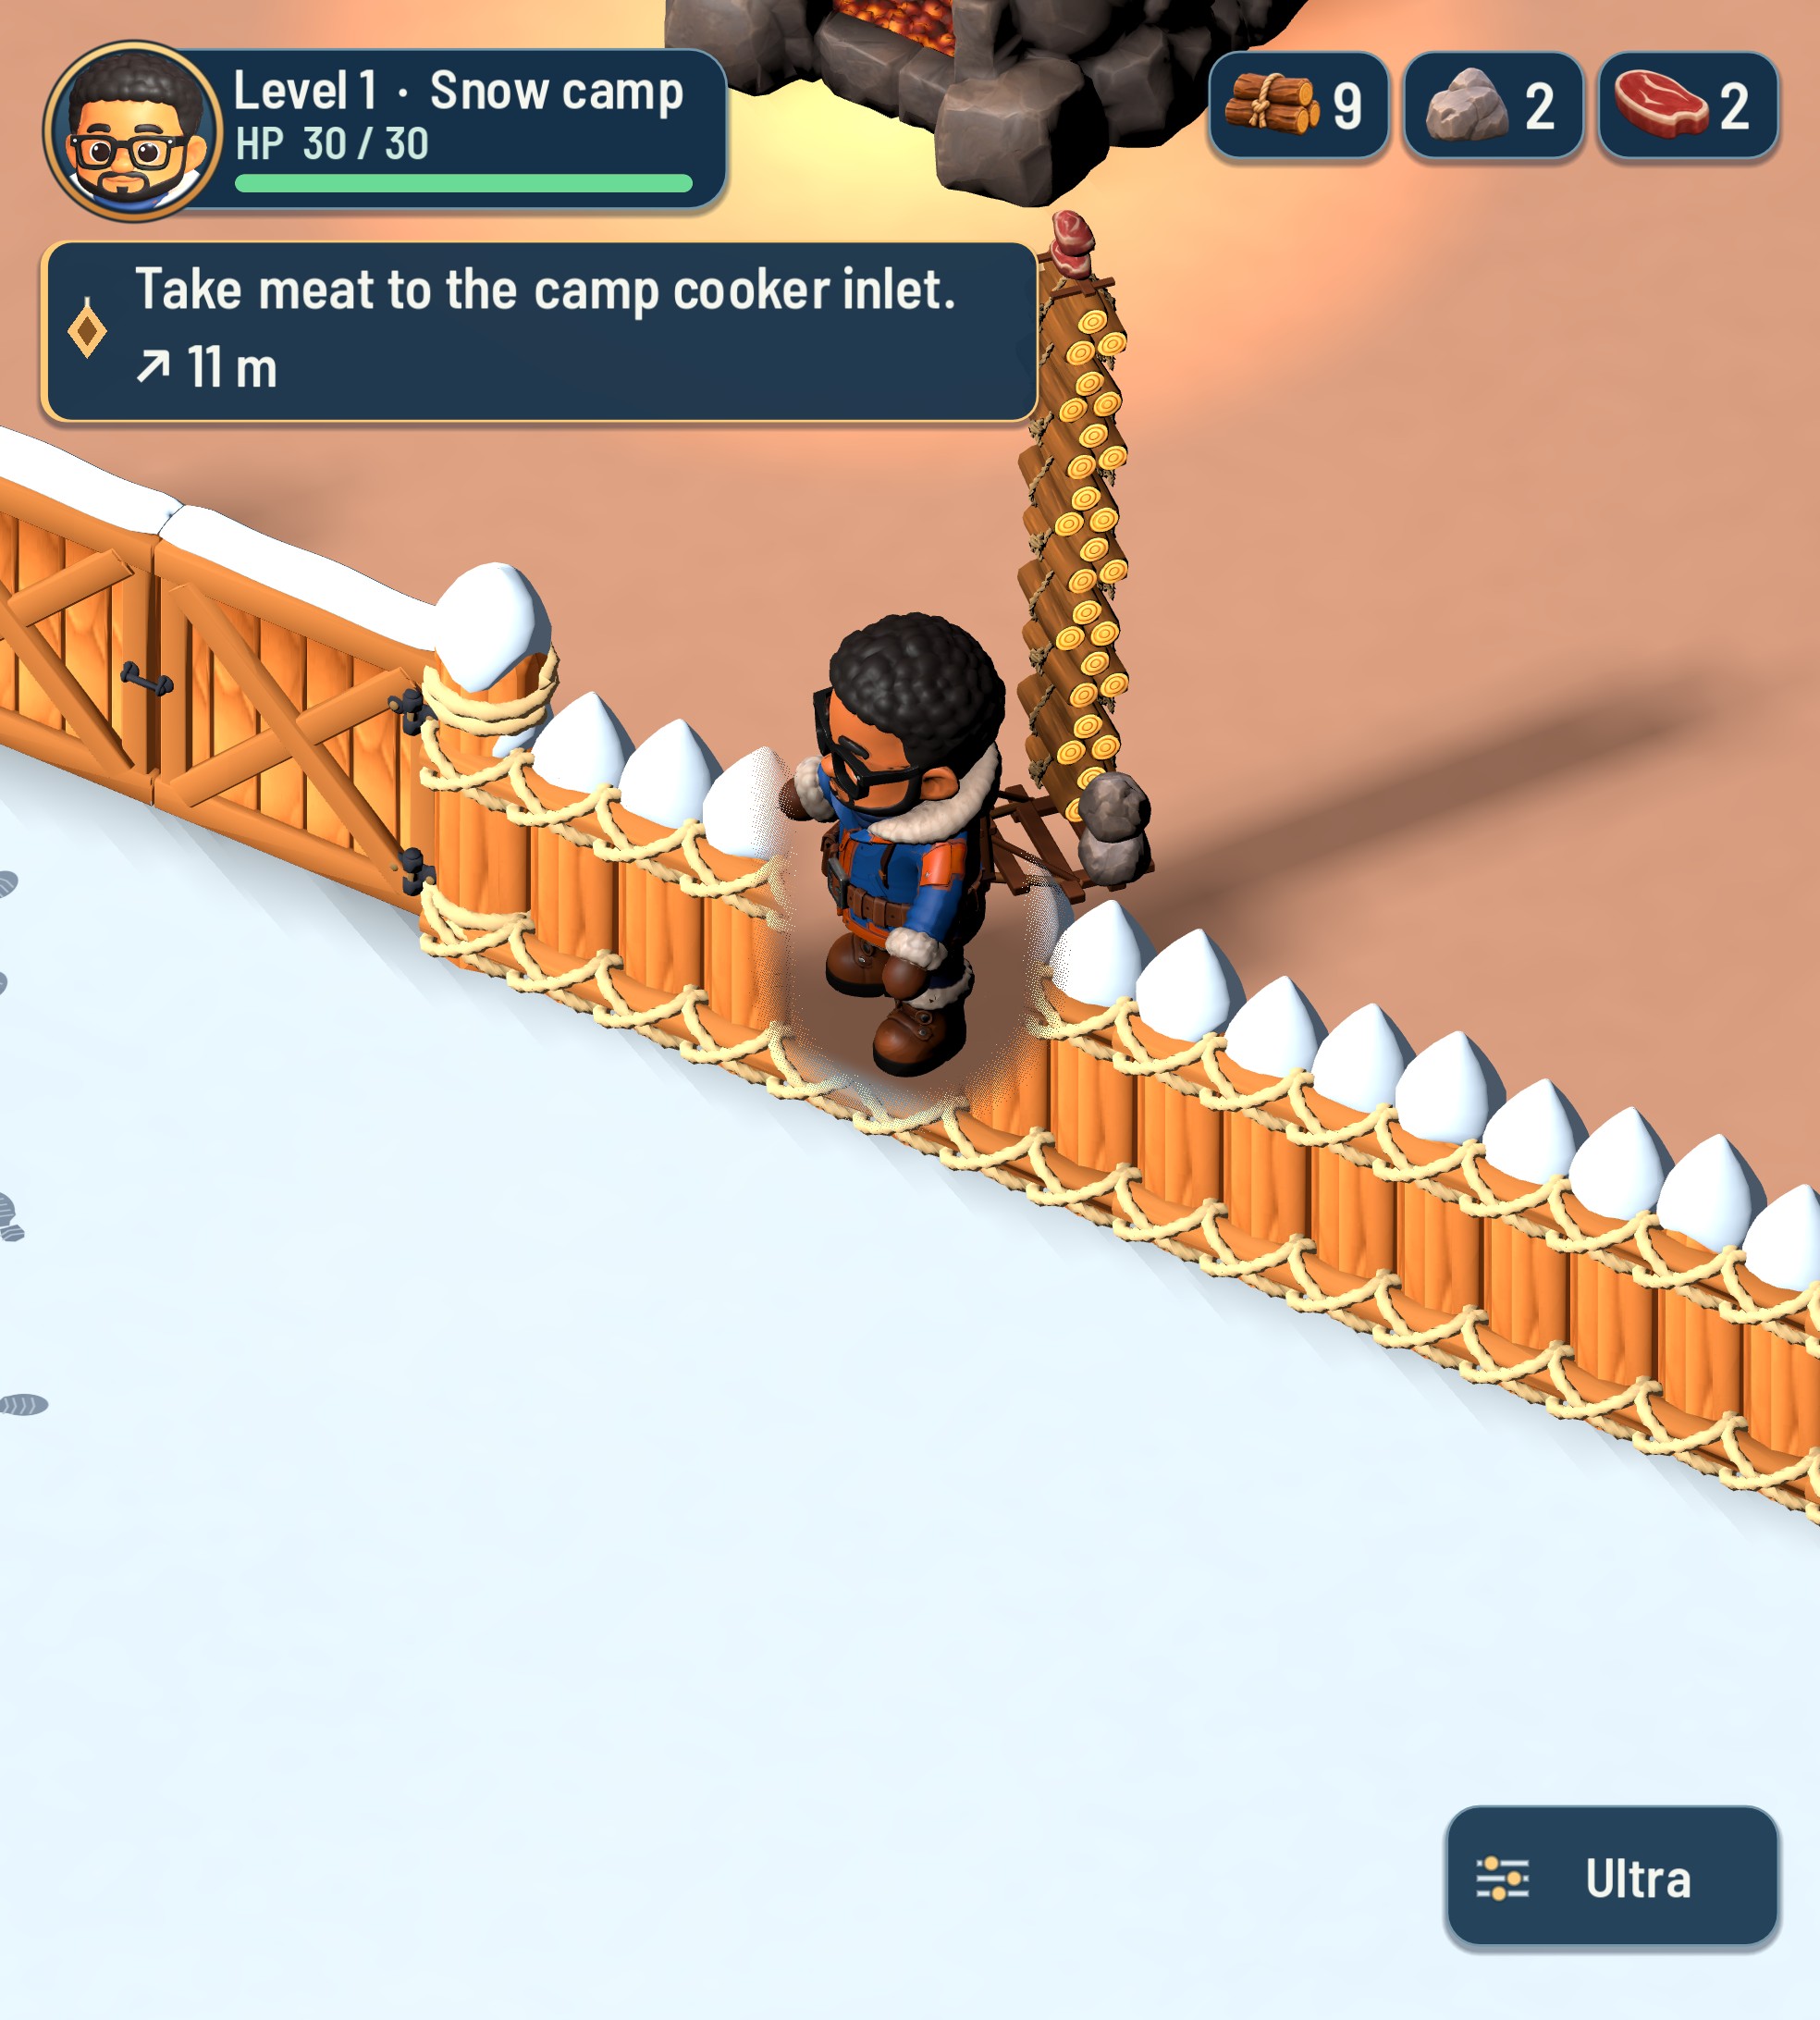 Level 1 · Snow camp
HP 30 / 30
9
2
2
Take meat to the camp cooker inlet.
↗ 11 m
Ultra